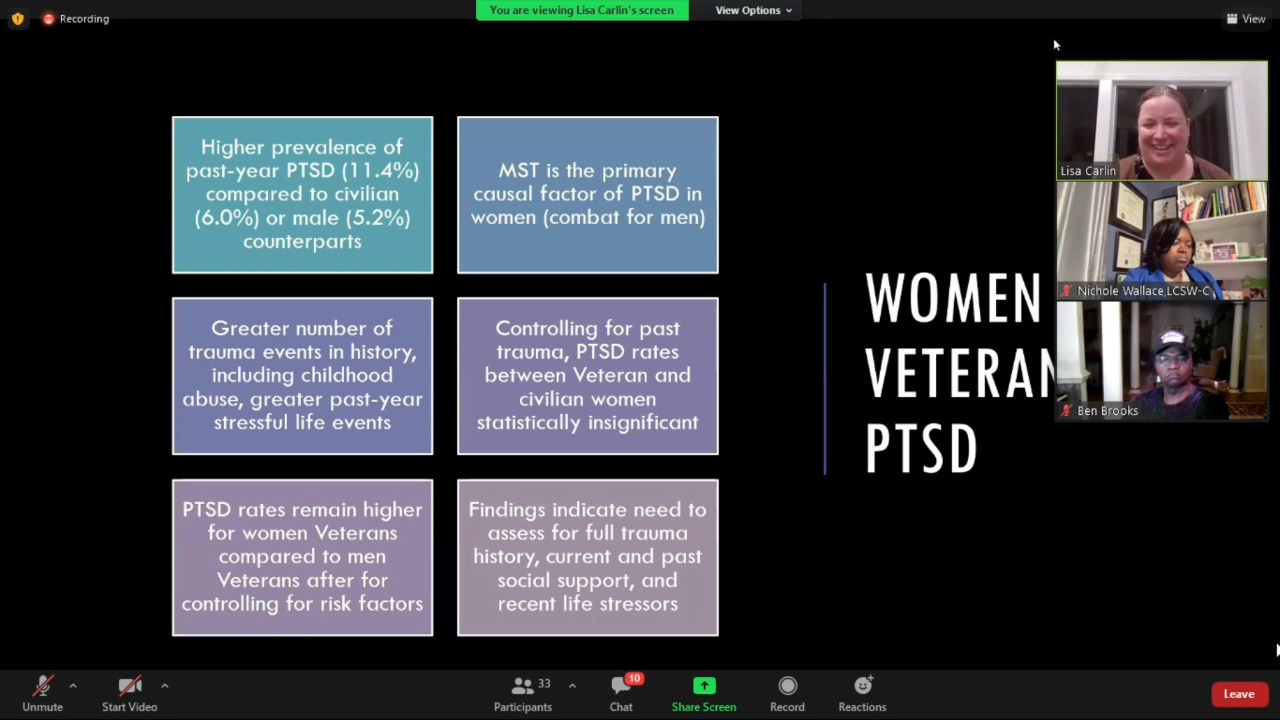 Recording
You are viewing Lisa Carlin's screen
View Options
View
Higher prevalence of
past-year PTSD (11.4%)
compared to civilian
(6.0%) or male (5.2%)
counterparts
MST is the primary
causal factor of PTSD in
women (combat for men)
Greater number of
trauma events in history,
including childhood
abuse, greater past-year
stressful life events
Controlling for past
trauma, PTSD rates
between Veteran and
civilian women
statistically insignificant
PTSD rates remain higher
for women Veterans
compared to men
Veterans after for
controlling for risk factors
Findings indicate need to
assess for full trauma
history, current and past
social support, and
recent life stressors
WOMEN
VETERAN
PTSD
Lisa Carlin
Nichole Wallace,LCSW-C
Ben Brooks
Unmute
Start Video
33
Participants
10
Chat
Share Screen
Record
Reactions
Leave